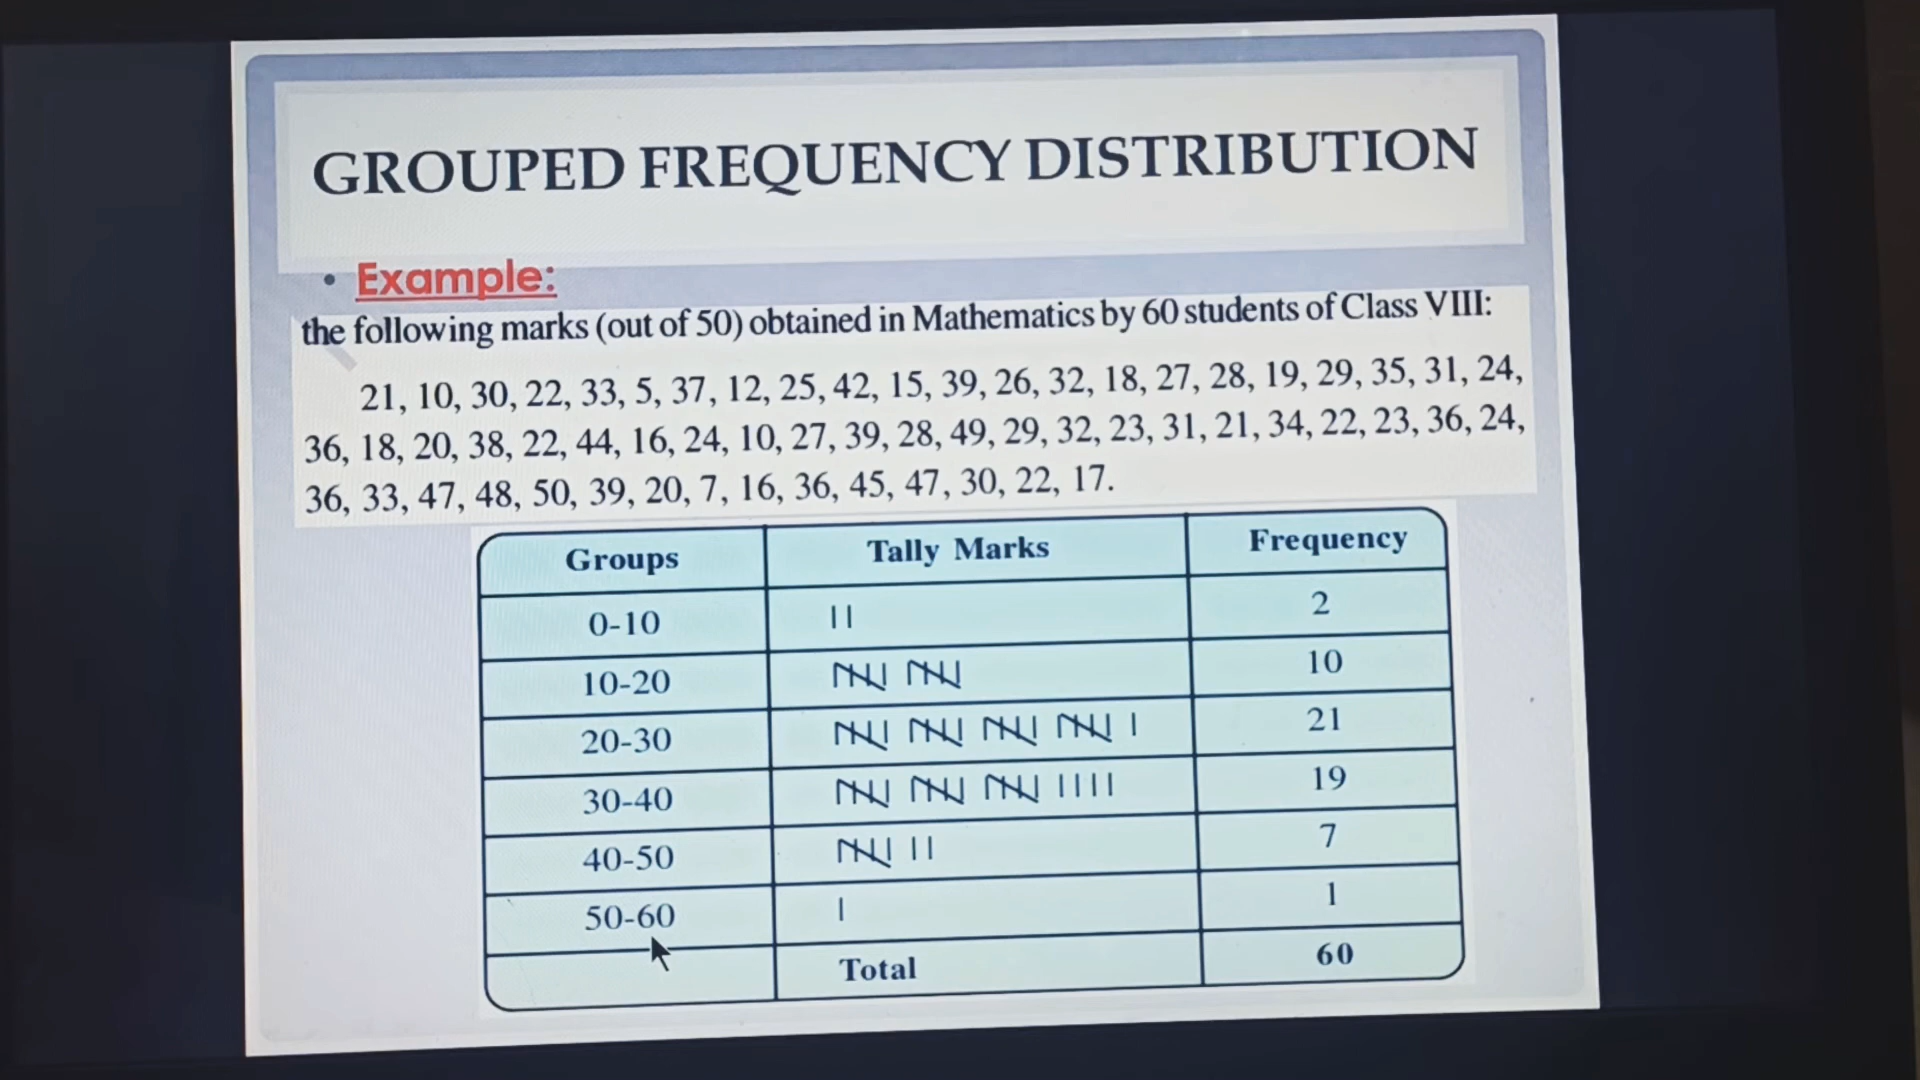 GROUPED FREQUENCY DISTRIBUTION
• Example:
the following marks (out of 50) obtained in Mathematics by 60 students of Class VIII:
21, 10, 30, 22, 33, 5, 37, 12, 25, 42, 15, 39, 26, 32, 18, 27, 28, 19, 29, 35, 31, 24,
36, 18, 20, 38, 22, 44, 16, 24, 10, 27, 39, 28, 49, 29, 32, 23, 31, 21, 34, 22, 23, 36, 24,
36, 33, 47, 48, 50, 39, 20, 7, 16, 36, 45, 47, 30, 22, 17.
Groups Tally Marks Frequency
0-10 || 2
10-20 10
20-30 21
30-40 19
40-50 7
50-60 | 1
Total 60